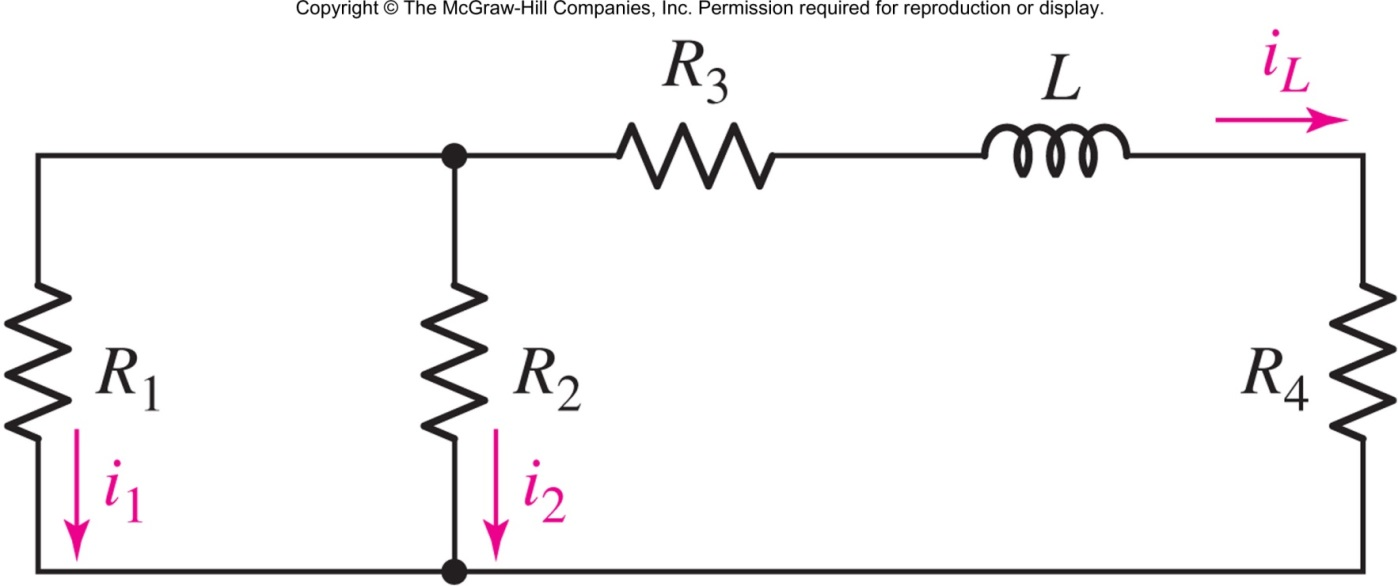 Copyright © The McGraw-Hill Companies, Inc. Permission required for reproduction or display.
R3
L
iL
R1
R2
R4
i1
i2